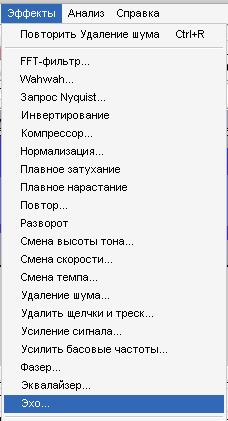 Эффекты Анализ Справка
Повторить Удаление шума Ctrl+R
FFT-фильтр...
Wahwah...
Запрос Nyquist...
Инвертирование
Компрессор...
Нормализация...
Плавное затухание
Плавное нарастание
Повтор...
Разворот
Смена высоты тона...
Смена скорости...
Смена темпа...
Удаление шума...
Удалить щелчки и треск...
Усиление сигнала...
Усилить басовые частоты...
Фазер...
Эквалайзер...
Эхо...